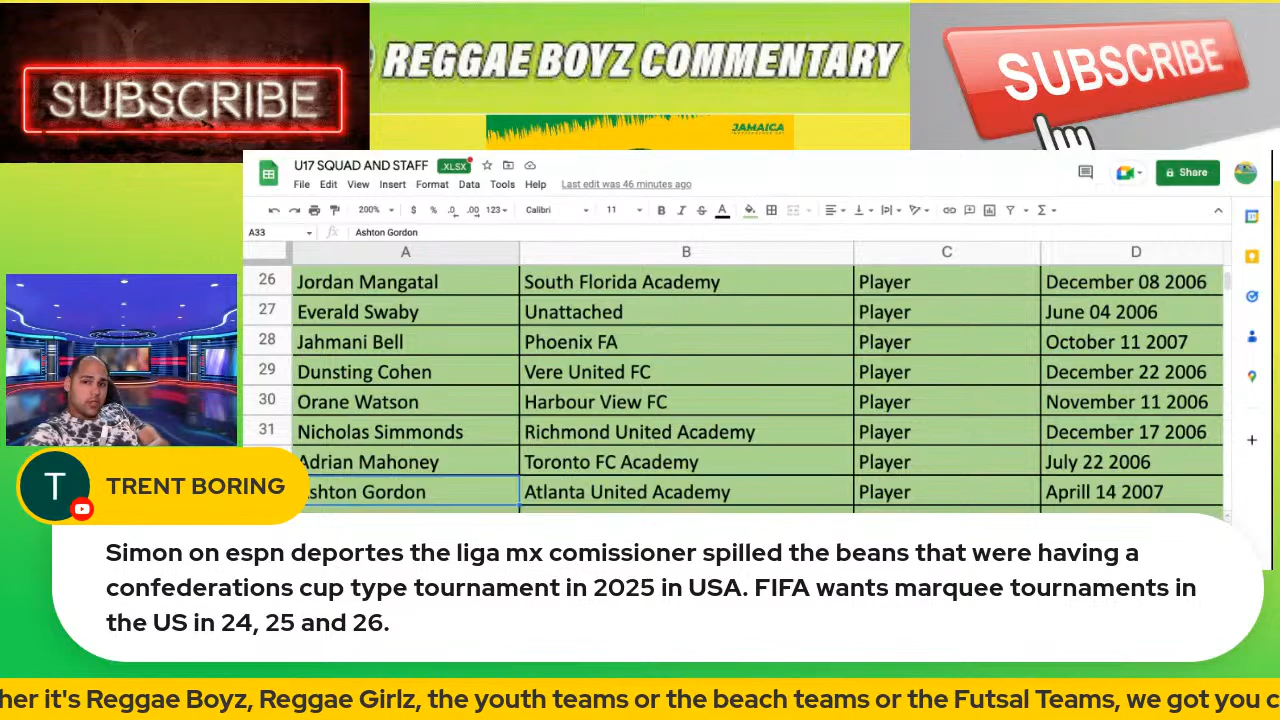 SUBSCRIBE
REGGAE BOYZ COMMENTARY
SUBSCRIBE
JAMAICA
U17 SQUAD AND STAFF .XLSX
Share
File Edit View Insert Format Data Tools Help Last edit was 46 minutes ago
200% $ % .0 .00 123 Calibri 11 B I S A
A33 fx Ashton Gordon
A B C D
26 Jordan Mangatal South Florida Academy Player December 08 2006
27 Everald Swaby Unattached Player June 04 2006
28 Jahmani Bell Phoenix FA Player October 11 2007
29 Dunsting Cohen Vere United FC Player December 22 2006
30 Orane Watson Harbour View FC Player November 11 2006
31 Nicholas Simmonds Richmond United Academy Player December 17 2006
Adrian Mahoney Toronto FC Academy Player July 22 2006
shton Gordon Atlanta United Academy Player Aprill 14 2007
T TRENT BORING
Simon on espn deportes the liga mx comissioner spilled the beans that were having a
confederations cup type tournament in 2025 in USA. FIFA wants marquee tournaments in
the US in 24, 25 and 26.
her it's Reggae Boyz, Reggae Girlz, the youth teams or the beach teams or the Futsal Teams, we got you c